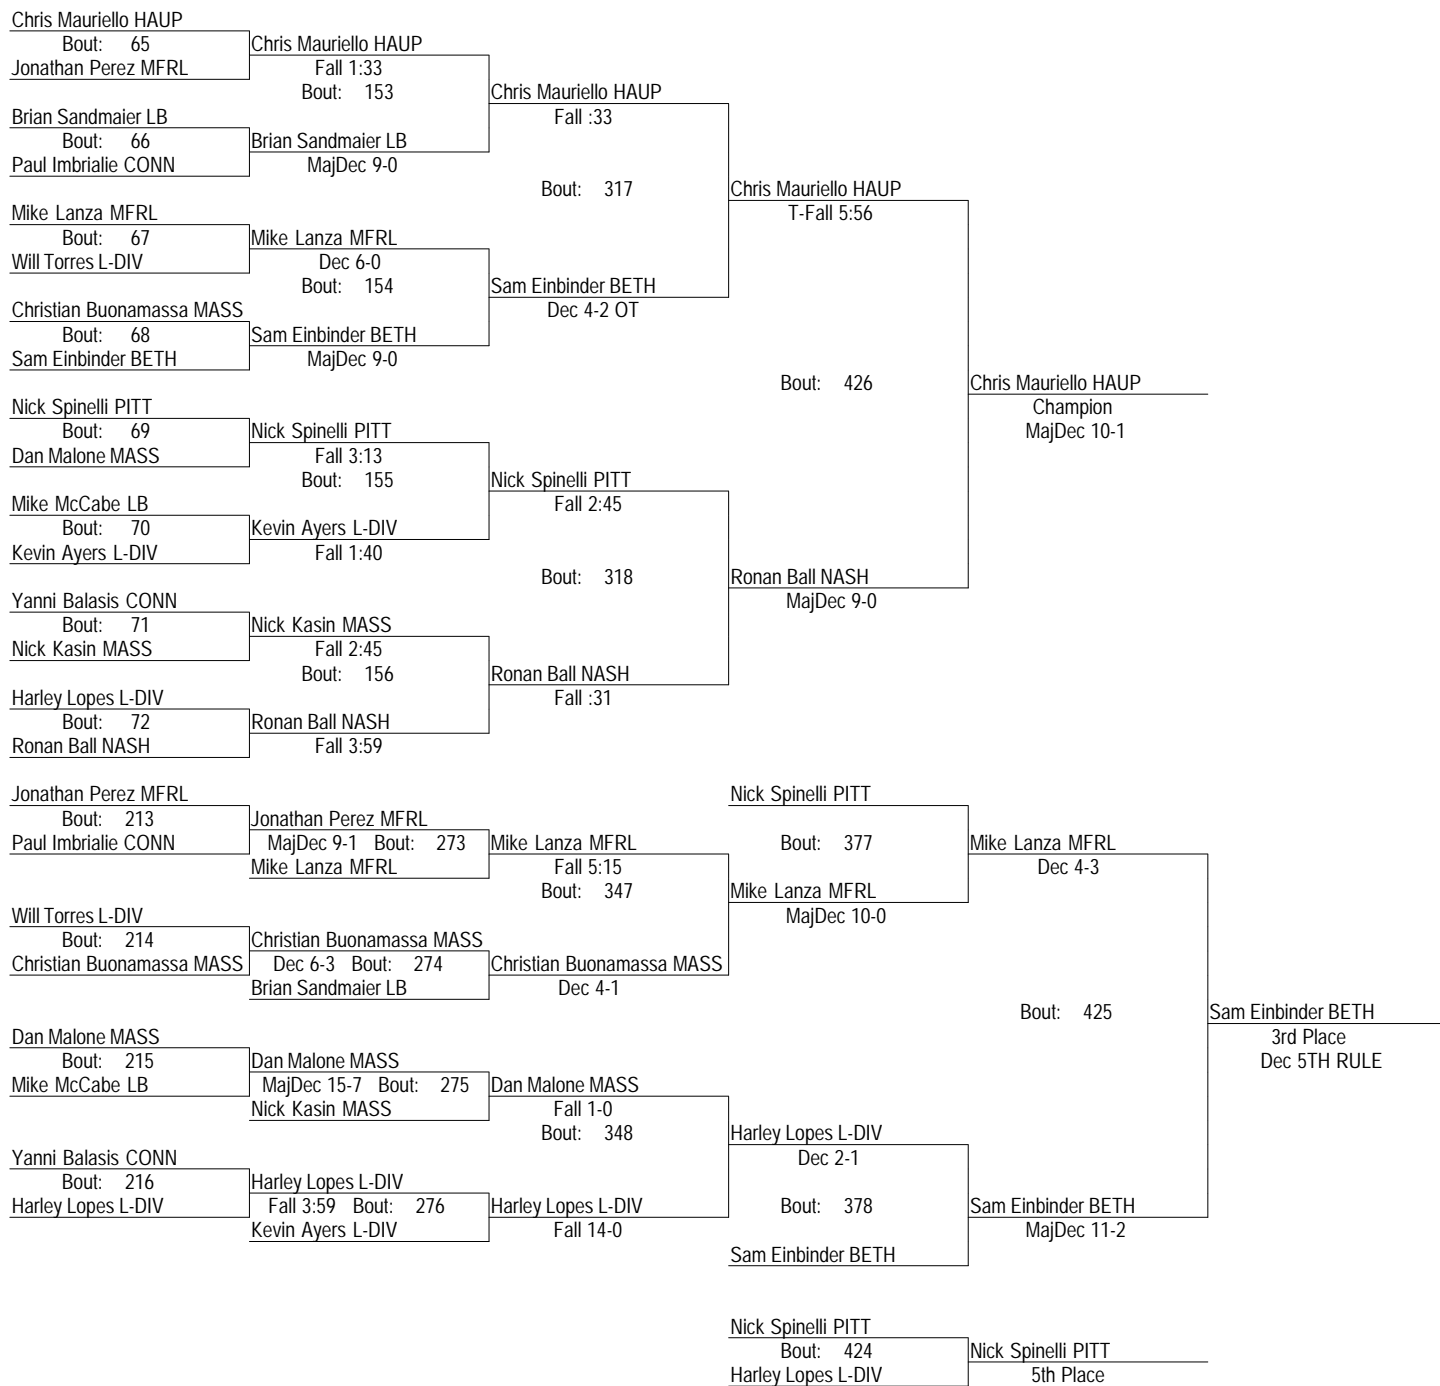 Chris Mauriello HAUP
Bout: 65
Chris Mauriello HAUP
Jonathan Perez MFRL
Fall 1:33
Bout: 153
Chris Mauriello HAUP
Brian Sandmaier LB
Fall :33
Bout: 66
Brian Sandmaier LB
Paul Imbrialie CONN
MajDec 9-0
Bout: 317
Chris Mauriello HAUP
Mike Lanza MFRL
T-Fall 5:56
Bout: 67
Mike Lanza MFRL
Will Torres L-DIV
Dec 6-0
Bout: 154
Sam Einbinder BETH
Christian Buonamassa MASS
Dec 4-2 OT
Bout: 68
Sam Einbinder BETH
Sam Einbinder BETH
MajDec 9-0
Bout: 426
Chris Mauriello HAUP
Nick Spinelli PITT
Champion
Bout: 69
Nick Spinelli PITT
MajDec 10-1
Dan Malone MASS
Fall 3:13
Bout: 155
Nick Spinelli PITT
Mike McCabe LB
Fall 2:45
Bout: 70
Kevin Ayers L-DIV
Kevin Ayers L-DIV
Fall 1:40
Bout: 318
Ronan Ball NASH
Yanni Balasis CONN
MajDec 9-0
Bout: 71
Nick Kasin MASS
Nick Kasin MASS
Fall 2:45
Bout: 156
Ronan Ball NASH
Harley Lopes L-DIV
Fall :31
Bout: 72
Ronan Ball NASH
Ronan Ball NASH
Fall 3:59
Jonathan Perez MFRL
Nick Spinelli PITT
Bout: 213
Jonathan Perez MFRL
Paul Imbrialie CONN
MajDec 9-1 Bout: 273
Mike Lanza MFRL
Bout: 377
Mike Lanza MFRL
Mike Lanza MFRL
Fall 5:15
Dec 4-3
Bout: 347
Mike Lanza MFRL
Will Torres L-DIV
MajDec 10-0
Bout: 214
Christian Buonamassa MASS
Christian Buonamassa MASS
Dec 6-3 Bout: 274
Christian Buonamassa MASS
Brian Sandmaier LB
Dec 4-1
Bout: 425
Sam Einbinder BETH
Dan Malone MASS
3rd Place
Bout: 215
Dan Malone MASS
Dec 5TH RULE
Mike McCabe LB
MajDec 15-7 Bout: 275
Dan Malone MASS
Nick Kasin MASS
Fall 1-0
Bout: 348
Harley Lopes L-DIV
Yanni Balasis CONN
Dec 2-1
Bout: 216
Harley Lopes L-DIV
Harley Lopes L-DIV
Fall 3:59 Bout: 276
Harley Lopes L-DIV
Bout: 378
Sam Einbinder BETH
Kevin Ayers L-DIV
Fall 14-0
MajDec 11-2
Sam Einbinder BETH
Nick Spinelli PITT
Bout: 424
Nick Spinelli PITT
Harley Lopes L-DIV
5th Place